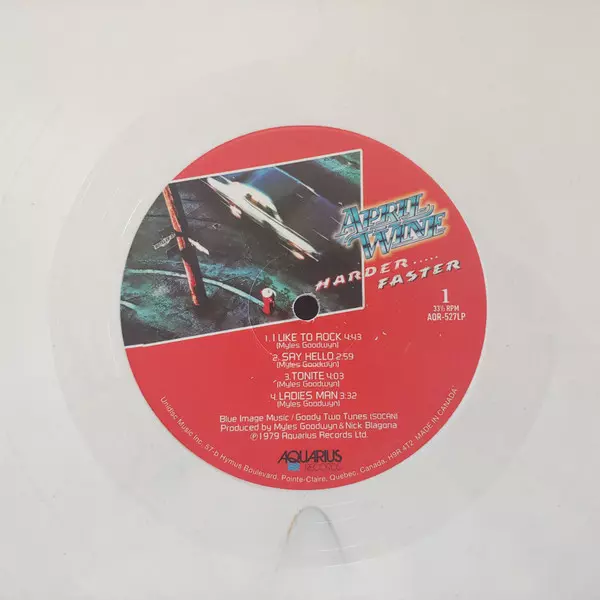 APRIL
WINE
HARDER.....
FASTER
1
33⅓ RPM
AQR-527LP
1. I LIKE TO ROCK 4:43
(Myles Goodwyn)
2. SAY HELLO 2:59
(Myles Goodwyn)
3. TONITE 4:03
(Myles Goodwyn)
4. LADIES MAN 3:32
(Myles Goodwyn)
Blue Image Music / Goody Two Tunes (SOCAN)
Produced by Myles Goodwyn & Nick Blagona
℗1979 Aquarius Records Ltd.
AQUARIUS
RECORDS
Unidisc Music Inc. 57-b Hymus Boulevard, Pointe-Claire, Quebec, Canada, H9R 4T2. MADE IN CANADA.